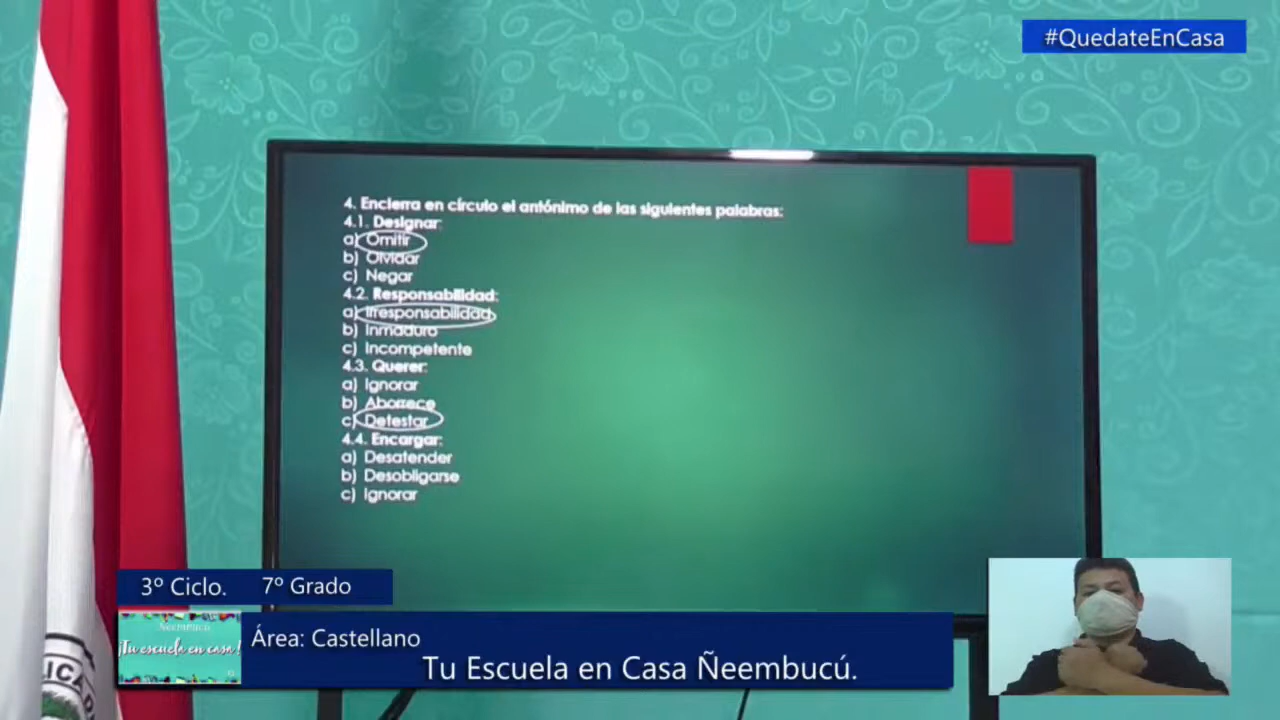 #QuedateEnCasa
4. Encierra en círculo el antónimo de las siguientes palabras:
4.1. Designar:
a) Omitir
b) Olvidar
c) Negar
4.2. Responsabilidad:
a) Irresponsabilidad
b) Inmaduro
c) Incompetente
4.3. Querer:
a) Ignorar
b) Aborrece
c) Detestar
4.4. Encargar:
a) Desatender
b) Desobligarse
c) Ignorar
3º Ciclo. 7º Grado
Ñeembucú
¡Tu escuela en casa!
Área: Castellano
Tu Escuela en Casa Ñeembucú.